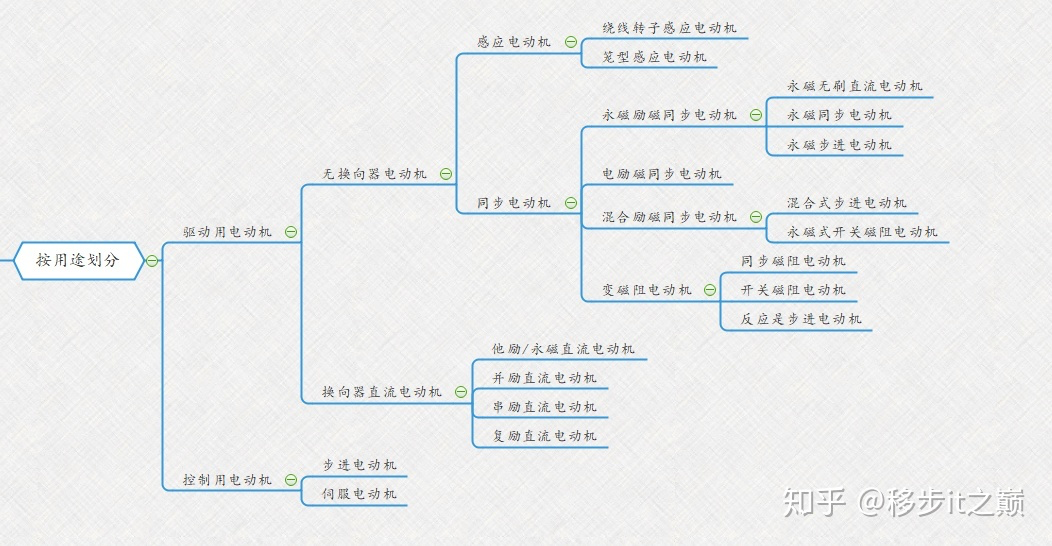 按用途划分
驱动用电动机
无换向器电动机
感应电动机
绕线转子感应电动机
笼型感应电动机
同步电动机
永磁励磁同步电动机
永磁无刷直流电动机
永磁同步电动机
永磁步进电动机
电励磁同步电动机
混合励磁同步电动机
混合式步进电动机
永磁式开关磁阻电动机
变磁阻电动机
同步磁阻电动机
开关磁阻电动机
反应是步进电动机
换向器直流电动机
他励/永磁直流电动机
并励直流电动机
串励直流电动机
复励直流电动机
控制用电动机
步进电动机
伺服电动机
知乎 @移步it之巅